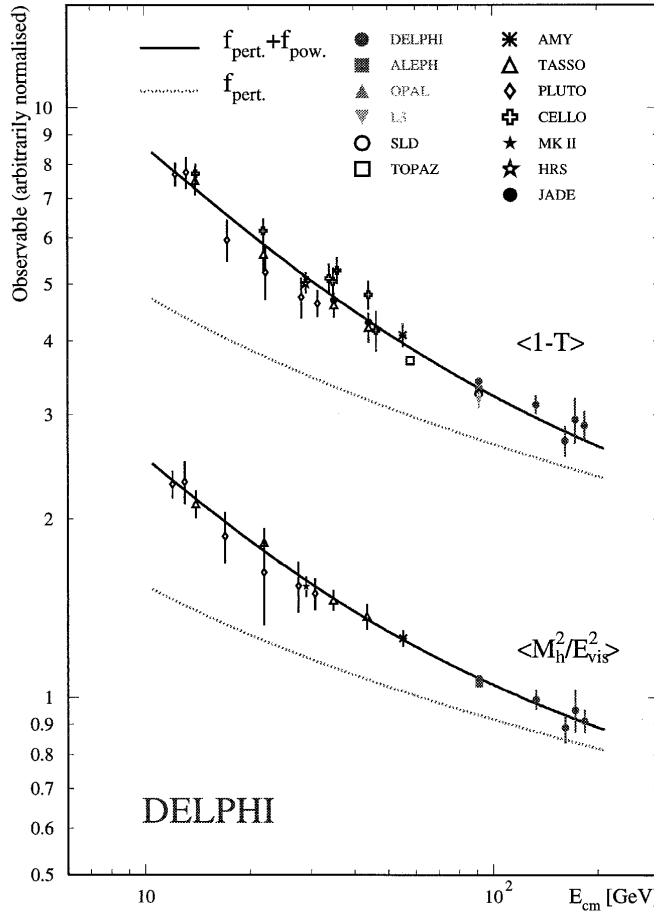 Observable (arbitrarily normalised)
10
9
8
7
6
5
4
3
2
1
0.9
0.8
0.7
0.6
0.5
f_pert.+f_pow.
f_pert.
DELPHI
ALEPH
OPAL
L3
SLD
TOPAZ
AMY
TASSO
PLUTO
CELLO
MK II
HRS
JADE
<1-T>
<M_h^2/E_vis^2>
DELPHI
10
10^2
E_cm [GeV]